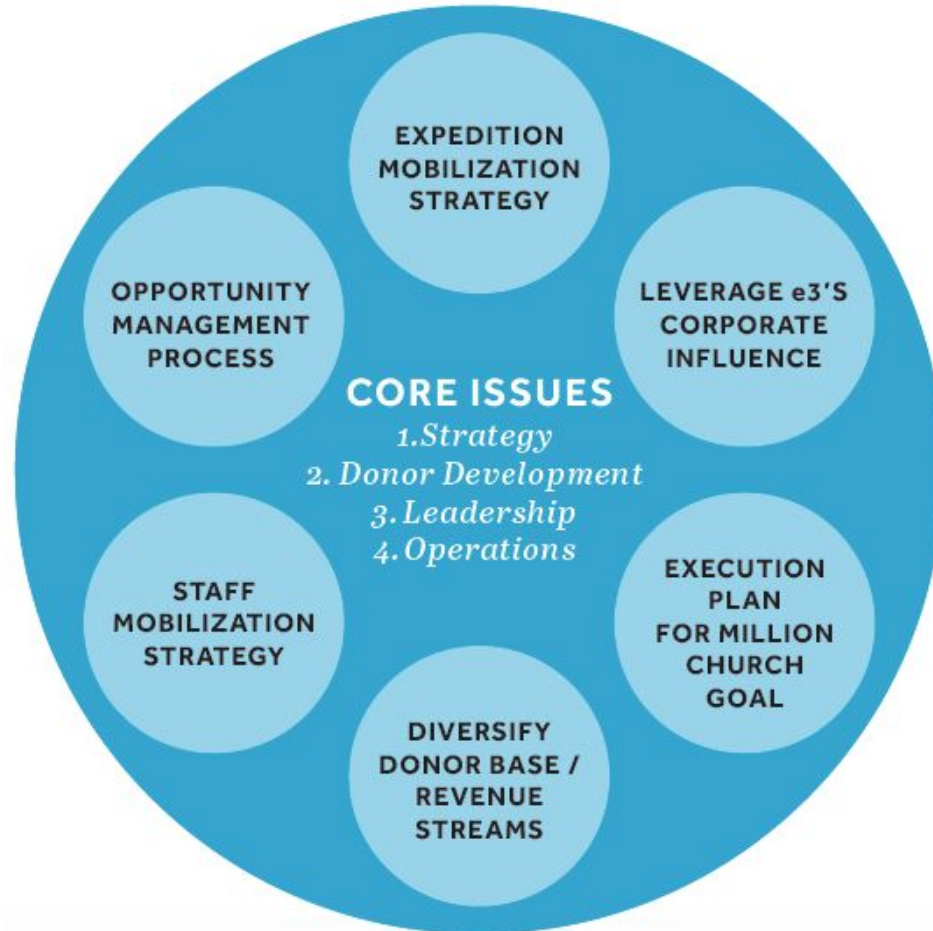 EXPEDITION
MOBILIZATION
STRATEGY
OPPORTUNITY
MANAGEMENT
PROCESS
LEVERAGE e3'S
CORPORATE
INFLUENCE
CORE ISSUES
1.Strategy
2. Donor Development
3. Leadership
4. Operations
STAFF
MOBILIZATION
STRATEGY
EXECUTION
PLAN
FOR MILLION
CHURCH
GOAL
DIVERSIFY
DONOR BASE /
REVENUE
STREAMS